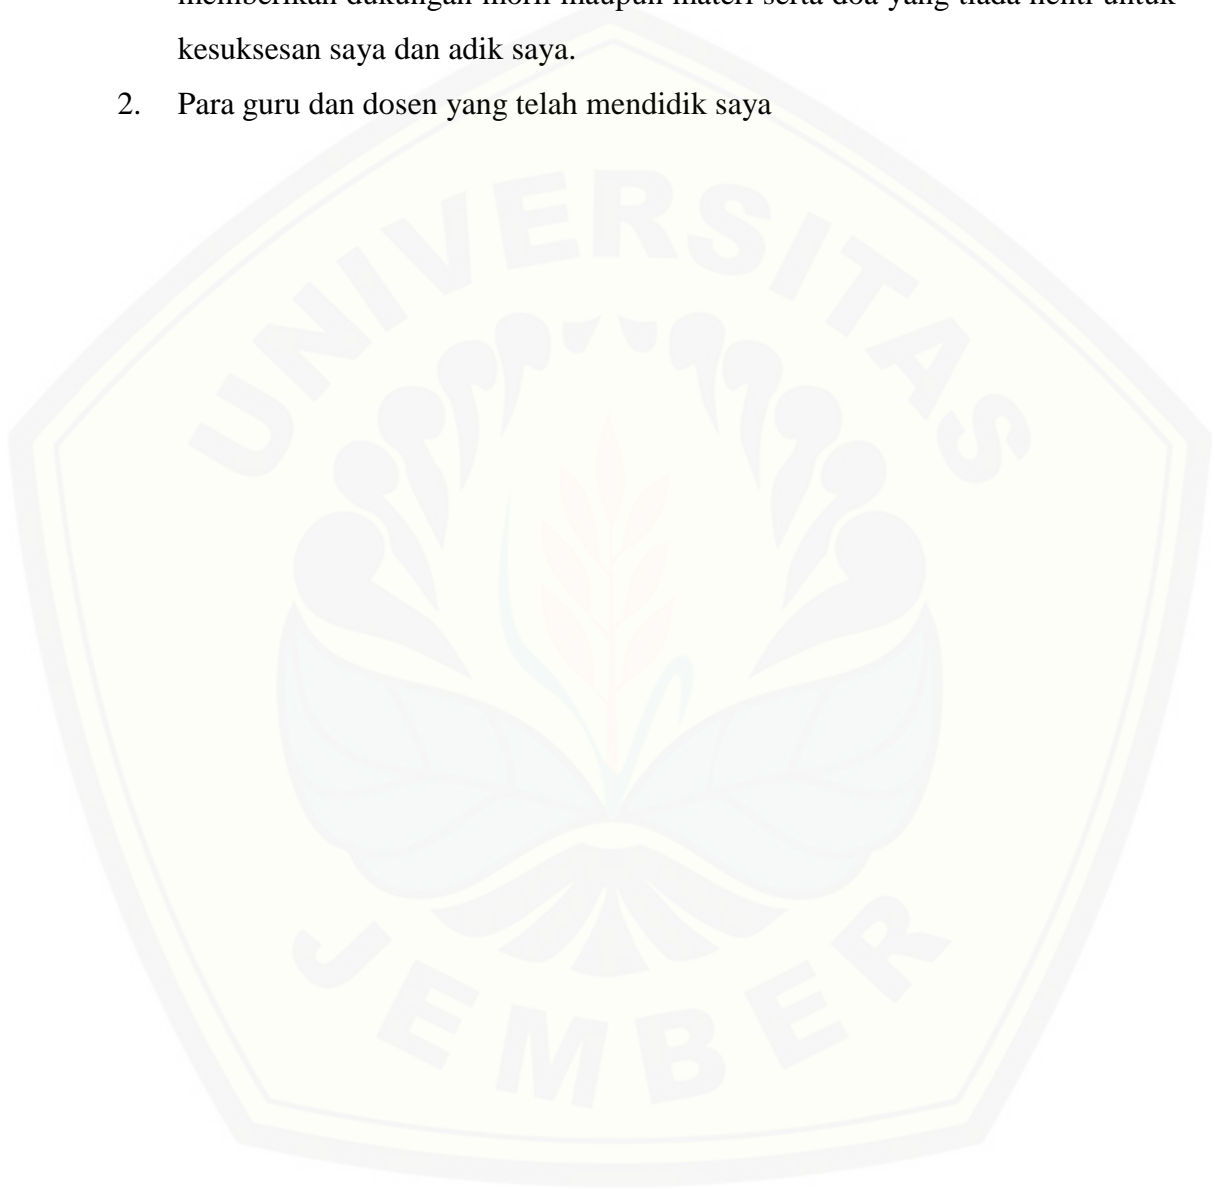 memberikan dukungan moril maupun materi serta doa yang tiada henti untuk
kesuksesan saya dan adik saya.
2. Para guru dan dosen yang telah mendidik saya
UNIVERSITAS
JEMBER